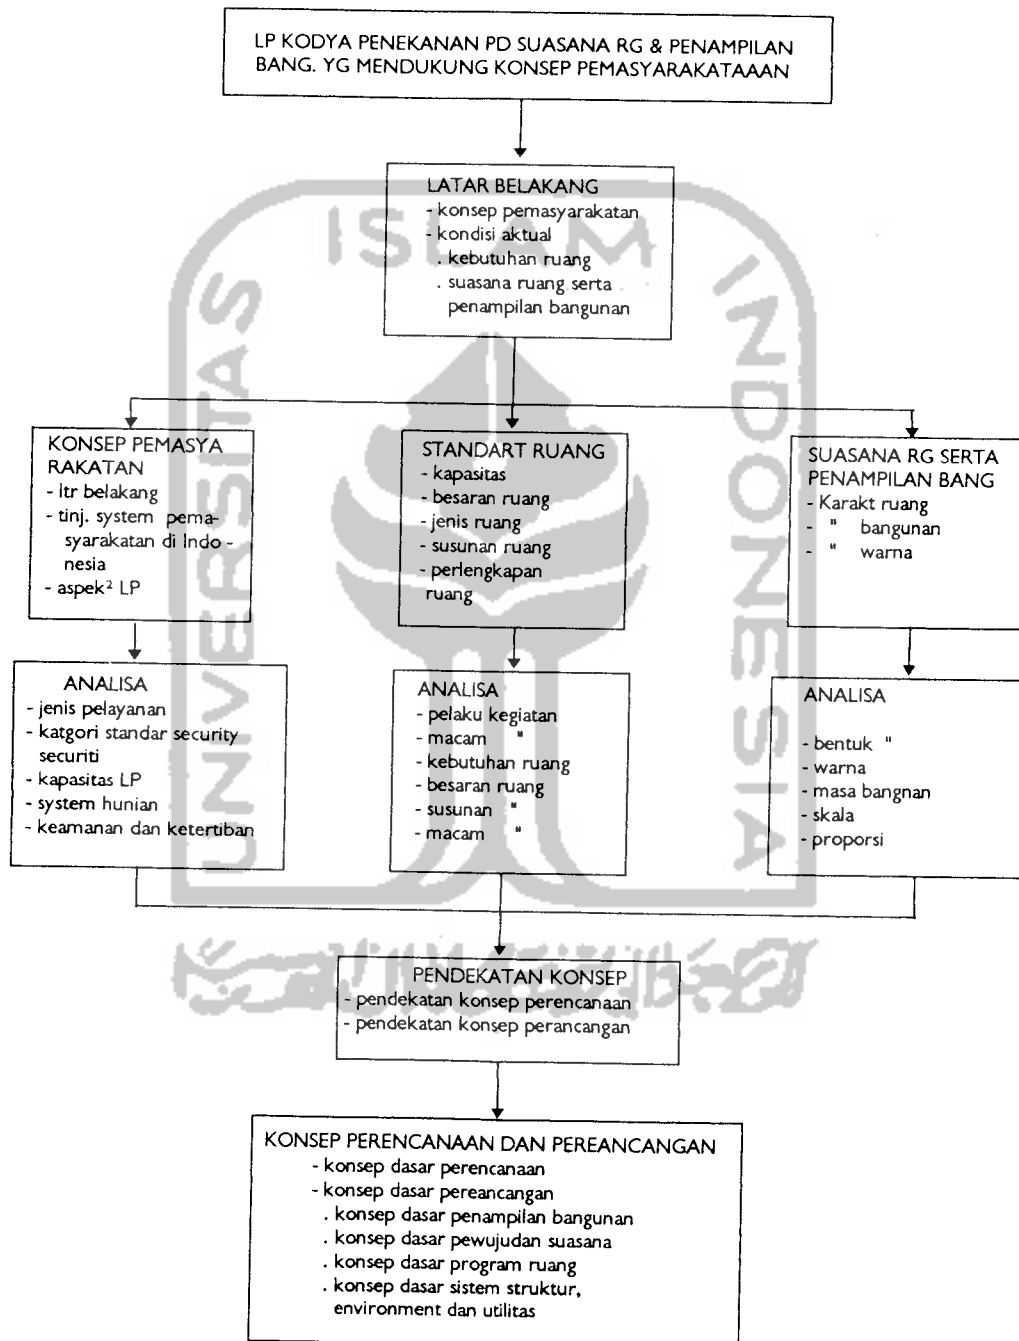 LP KODYA PENEKANAN PD SUASANA RG & PENAMPILAN
BANG. YG MENDUKUNG KONSEP PEMASYARAKATAAAN
LATAR BELAKANG
- konsep pemasyarakatan
- kondisi aktual
. kebutuhan ruang
. suasana ruang serta
penampilan bangunan
KONSEP PEMASYA
RAKATAN
- ltr belakang
- tinj. system pema-
syarakatan di Indo -
nesia
- aspek² LP
STANDART RUANG
- kapasitas
- besaran ruang
- jenis ruang
- susunan ruang
- perlengkapan
ruang
SUASANA RG SERTA
PENAMPILAN BANG
- Karakt ruang
- " bangunan
- " warna
ANALISA
- jenis pelayanan
- katgori standar security
securiti
- kapasitas LP
- system hunian
- keamanan dan ketertiban
ANALISA
- pelaku kegiatan
- macam "
- kebutuhan ruang
- besaran ruang
- susunan "
- macam "
ANALISA
- bentuk "
- warna
- masa bangnan
- skala
- proporsi
PENDEKATAN KONSEP
- pendekatan konsep perencanaan
- pendekatan konsep perancangan
KONSEP PERENCANAAN DAN PEREANCANGAN
- konsep dasar perencanaan
- konsep dasar pereancangan
. konsep dasar penampilan bangunan
. konsep dasar pewujudan suasana
. konsep dasar program ruang
. konsep dasar sistem struktur,
environment dan utilitas
UNIVERSITAS
ISLAM
INDONESIA